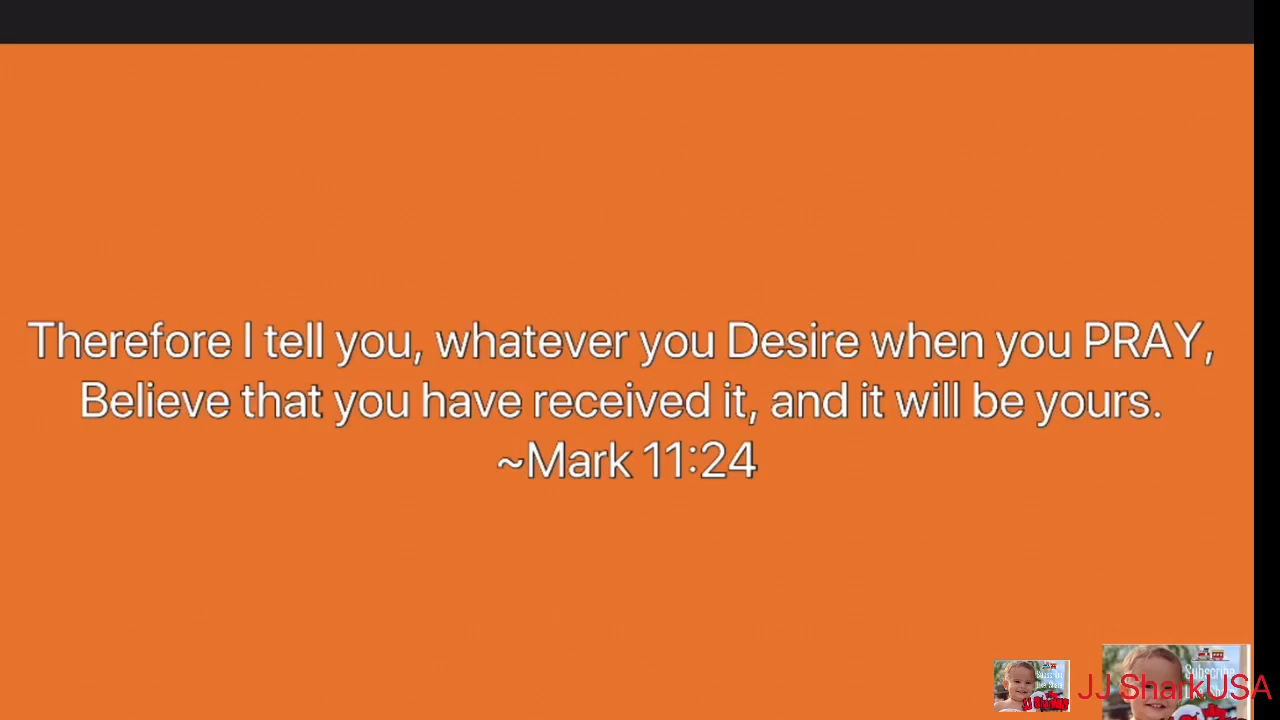 Therefore I tell you, whatever you Desire when you PRAY,
Believe that you have received it, and it will be yours.
~Mark 11:24
Subscribe
JJ SharkUSA